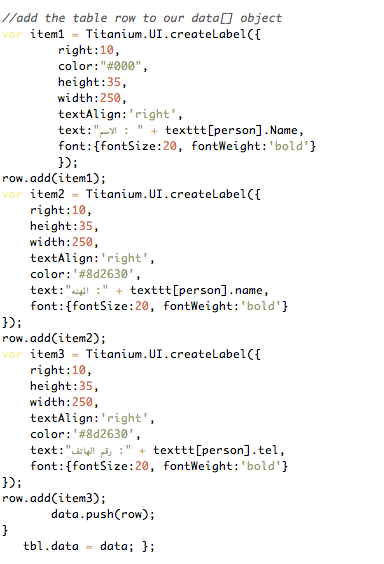 //add the table row to our data[] object
var item1 = Titanium.UI.createLabel({
right:10,
color:"#000",
height:35,
width:250,
textAlign:'right',
text:"الاسم : " + texttt[person].Name,
font:{fontSize:20, fontWeight:'bold'}
});
row.add(item1);
var item2 = Titanium.UI.createLabel({
right:10,
height:35,
width:250,
textAlign:'right',
color:'#8d2630',
text:"المهنه :" + texttt[person].name,
font:{fontSize:20, fontWeight:'bold'}
});
row.add(item2);
var item3 = Titanium.UI.createLabel({
right:10,
height:35,
width:250,
textAlign:'right',
color:'#8d2630',
text:"رقم الهاتف :" + texttt[person].tel,
font:{fontSize:20, fontWeight:'bold'}
});
row.add(item3);
data.push(row);
}
tbl.data = data; };